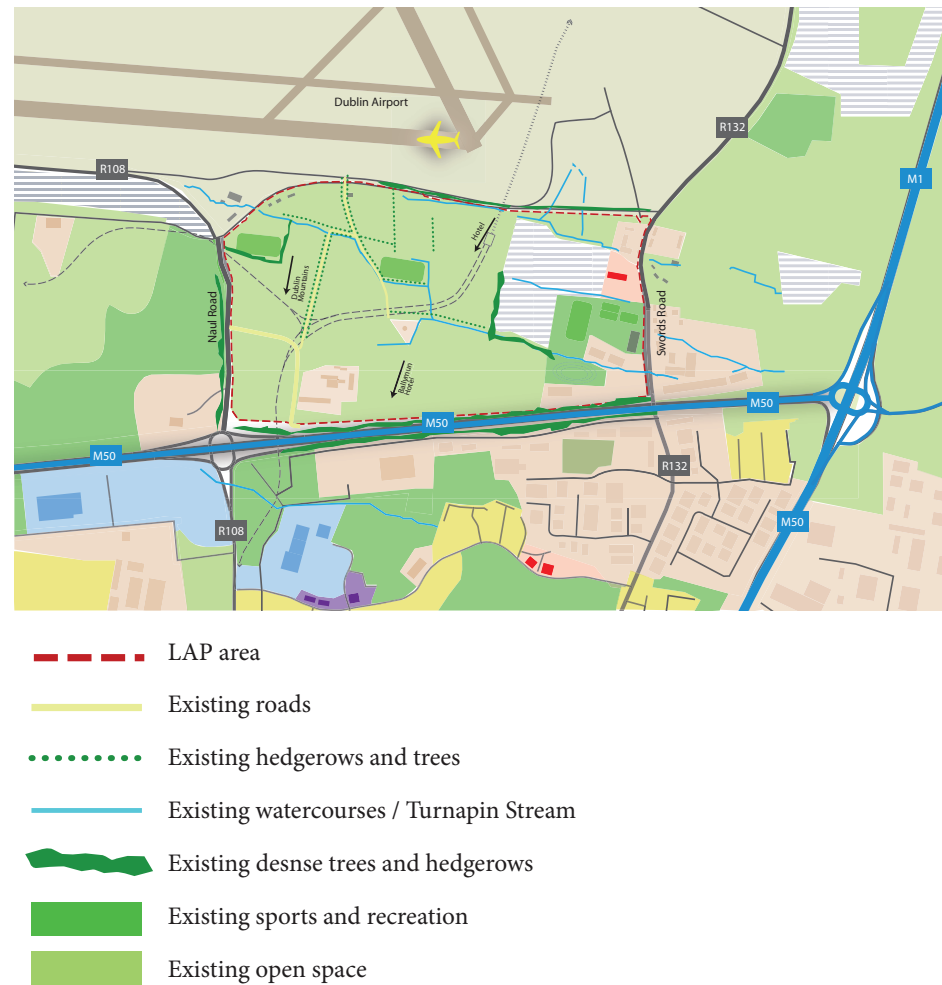 Dublin Airport
R108
R132
M1
Hotel
Dublin
Mountains
Naul Road
Swords Road
Ballymun
Hotel
M50
M50
M50
R132
R108
M50
LAP area
Existing roads
Existing hedgerows and trees
Existing watercourses / Turnapin Stream
Existing desnse trees and hedgerows
Existing sports and recreation
Existing open space